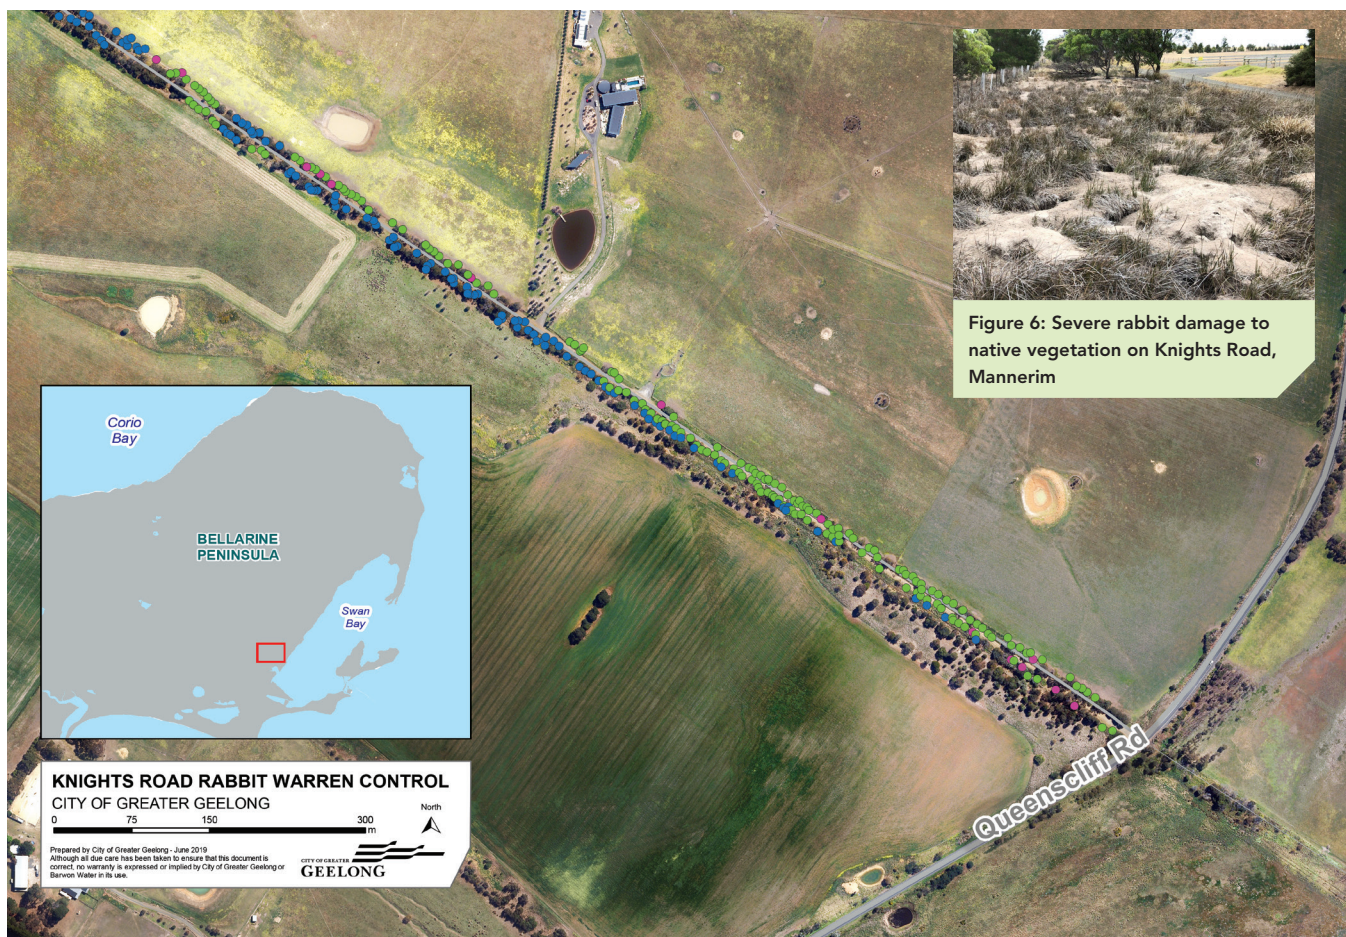 Figure 6: Severe rabbit damage to
native vegetation on Knights Road,
Mannerim
Corio
Bay
BELLARINE
PENINSULA
Swan
Bay
Queenscliff Rd
KNIGHTS ROAD RABBIT WARREN CONTROL
CITY OF GREATER GEELONG
North
0 75 150 300
m
Prepared by City of Greater Geelong - June 2019
Although all due care has been taken to ensure that this document is
correct, no warranty is expressed or implied by City of Greater Geelong or
Barwon Water in its use.
CITY OF GREATER
GEELONG